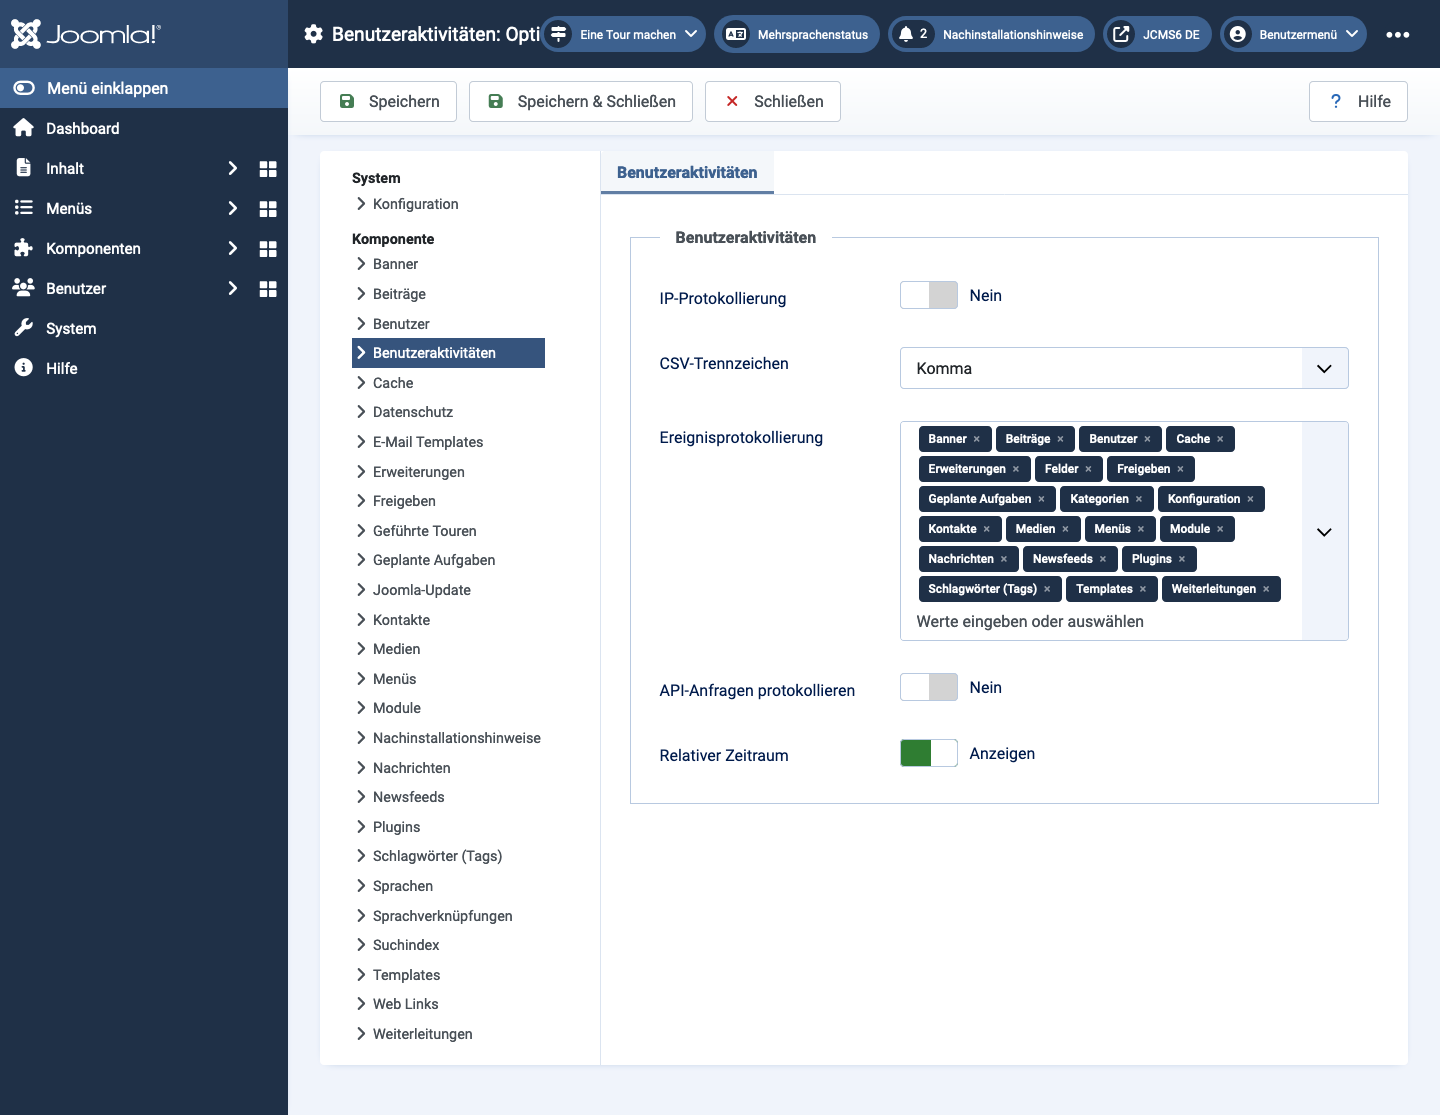 Joomla!
Benutzeraktivitäten: Opti
Eine Tour machen
Mehrsprachenstatus
2 Nachinstallationshinweise
JCMS6 DE
Benutzermenü
Menü einklappen
Dashboard
Inhalt
Menüs
Komponenten
Benutzer
System
Hilfe
Speichern
Speichern & Schließen
Schließen
? Hilfe
System
Konfiguration
Komponente
Banner
Beiträge
Benutzer
Benutzeraktivitäten
Cache
Datenschutz
E-Mail Templates
Erweiterungen
Freigeben
Geführte Touren
Geplante Aufgaben
Joomla-Update
Kontakte
Medien
Menüs
Module
Nachinstallationshinweise
Nachrichten
Newsfeeds
Plugins
Schlagwörter (Tags)
Sprachen
Sprachverknüpfungen
Suchindex
Templates
Web Links
Weiterleitungen
Benutzeraktivitäten
Benutzeraktivitäten
IP-Protokollierung Nein
CSV-Trennzeichen Komma
Ereignisprotokollierung
Banner × Beiträge × Benutzer × Cache ×
Erweiterungen × Felder × Freigeben ×
Geplante Aufgaben × Kategorien × Konfiguration ×
Kontakte × Medien × Menüs × Module ×
Nachrichten × Newsfeeds × Plugins ×
Schlagwörter (Tags) × Templates × Weiterleitungen ×
Werte eingeben oder auswählen
API-Anfragen protokollieren Nein
Relativer Zeitraum Anzeigen